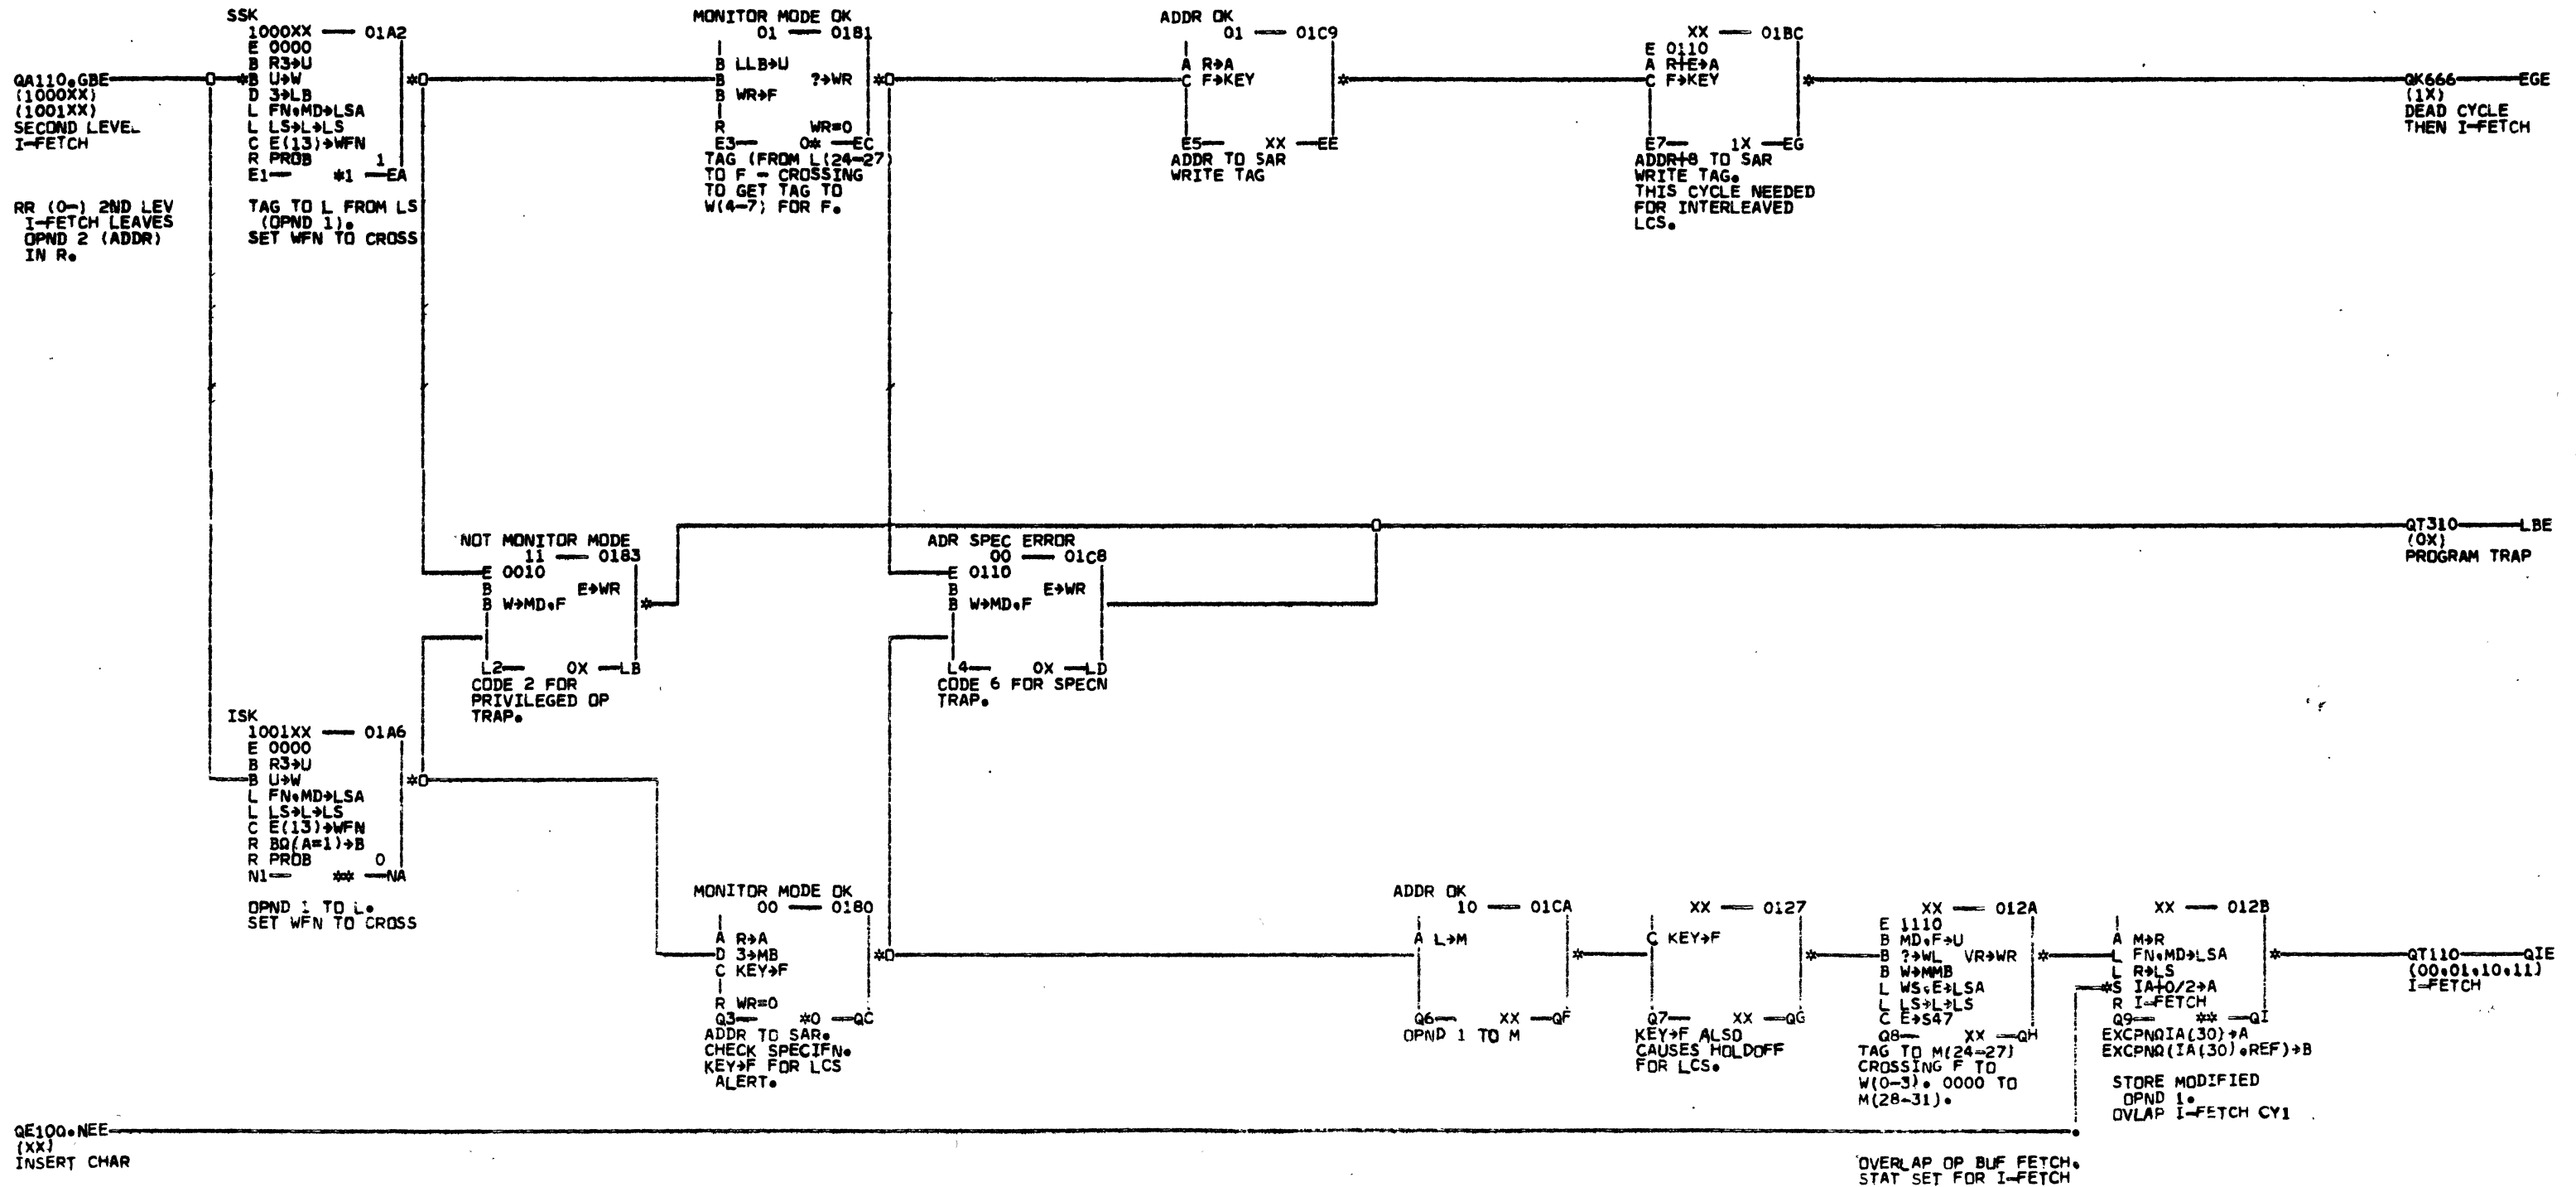 SSK
1000XX — 01A2
E 0000
B R3→U
*B U→W *
D 3→LB
L FN.MD→LSA
L LS→L→LS
C E(13)→WFN
R PROB 1
E1— *1 —EA
TAG TO L FROM LS
(OPND 1).
SET WFN TO CROSS
QA110.GBE
(1000XX)
(1001XX)
SECOND LEVEL
I-FETCH
RR (0-) 2ND LEV
I-FETCH LEAVES
OPND 2 (ADDR)
IN R.
MONITOR MODE OK
01 — 0181
B LLB→U
B ?→WR *
B WR→F
R WR=0
E3— 0* —EC
TAG (FROM L(24-27)
TO F - CROSSING
TO GET TAG TO
W(4-7) FOR F.
ADDR OK
01 — 01C9
A R→A
C F→KEY *
E5— XX —EE
ADDR TO SAR
WRITE TAG
XX — 01BC
E 0110
A R+E→A
C F→KEY *
E7— 1X —EG
ADDR+8 TO SAR
WRITE TAG.
THIS CYCLE NEEDED
FOR INTERLEAVED
LCS.
QK666 — EGE
(1X)
DEAD CYCLE
THEN I-FETCH
NOT MONITOR MODE
11 — 0183
E 0010
B E→WR
B W→MD.F *
L2— 0X —LB
CODE 2 FOR
PRIVILEGED OP
TRAP.
ADR SPEC ERROR
00 — 01C8
E 0110
B E→WR
B W→MD.F
L4— 0X —LD
CODE 6 FOR SPECN
TRAP.
QT310 — LBE
(0X)
PROGRAM TRAP
ISK
1001XX — 01A6
E 0000
B R3→U
B U→W *
L FN.MD→LSA
L LS→L→LS
C E(13)→WFN
R BΩ(A=1)→B
R PROB 0
N1— ** —NA
OPND 1 TO L.
SET WFN TO CROSS
MONITOR MODE OK
00 — 0180
A R→A
D 3→MB *
C KEY→F
R WR=0
Q3— *0 —QC
ADDR TO SAR.
CHECK SPECIFN.
KEY→F FOR LCS
ALERT.
ADDR OK
10 — 01CA
A L→M
*
Q6— XX —QF
OPND 1 TO M
XX — 0127
C KEY→F
*
Q7— XX —QG
KEY→F ALSO
CAUSES HOLDOFF
FOR LCS.
XX — 012A
E 1110
B MD.F→U
B ?→WL VR→WR *
B W→MMB
L WS.E→LSA
L LS→L→LS
C E→S47
Q8— XX —QH
TAG TO M(24-27)
CROSSING F TO
W(0-3). 0000 TO
M(28-31).
XX — 012B
A M→R
L FN.MD→LSA *
L R→LS
*S IA+0/2→A
R I-FETCH
Q9— ** —QI
EXCPNΩIA(30)→A
EXCPNΩ(IA(30).REF)→B
STORE MODIFIED
OPND 1.
OVLAP I-FETCH CY1
QT110 — QIE
(00.01.10.11)
I-FETCH
QE100.NEE
(XX)
INSERT CHAR
OVERLAP OP BUF FETCH.
STAT SET FOR I-FETCH